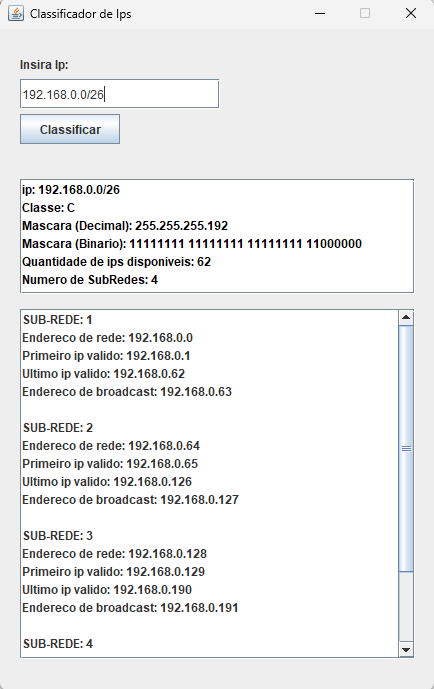 Classificador de Ips
Insira Ip:
192.168.0.0/26
Classificar
ip: 192.168.0.0/26
Classe: C
Mascara (Decimal): 255.255.255.192
Mascara (Binario): 11111111 11111111 11111111 11000000
Quantidade de ips disponiveis: 62
Numero de SubRedes: 4
SUB-REDE: 1
Endereco de rede: 192.168.0.0
Primeiro ip valido: 192.168.0.1
Ultimo ip valido: 192.168.0.62
Endereco de broadcast: 192.168.0.63
SUB-REDE: 2
Endereco de rede: 192.168.0.64
Primeiro ip valido: 192.168.0.65
Ultimo ip valido: 192.168.0.126
Endereco de broadcast: 192.168.0.127
SUB-REDE: 3
Endereco de rede: 192.168.0.128
Primeiro ip valido: 192.168.0.129
Ultimo ip valido: 192.168.0.190
Endereco de broadcast: 192.168.0.191
SUB-REDE: 4